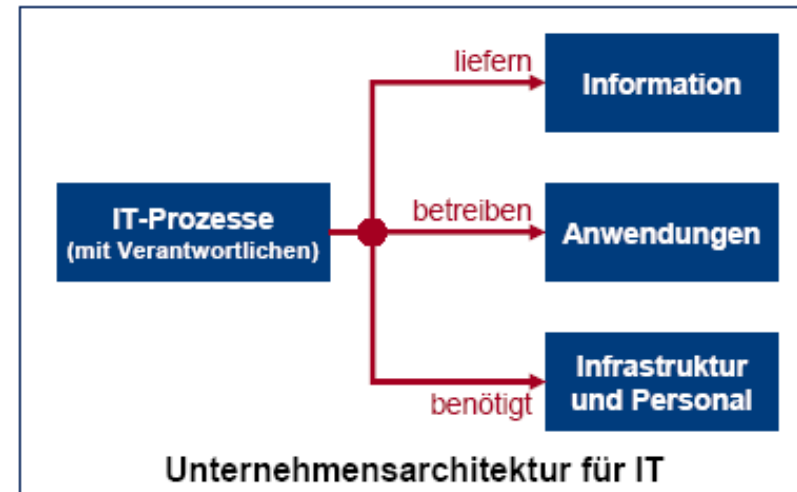 liefern
Information
IT-Prozesse
(mit Verantwortlichen)
betreiben
Anwendungen
Infrastruktur
und Personal
benötigt
Unternehmensarchitektur für IT